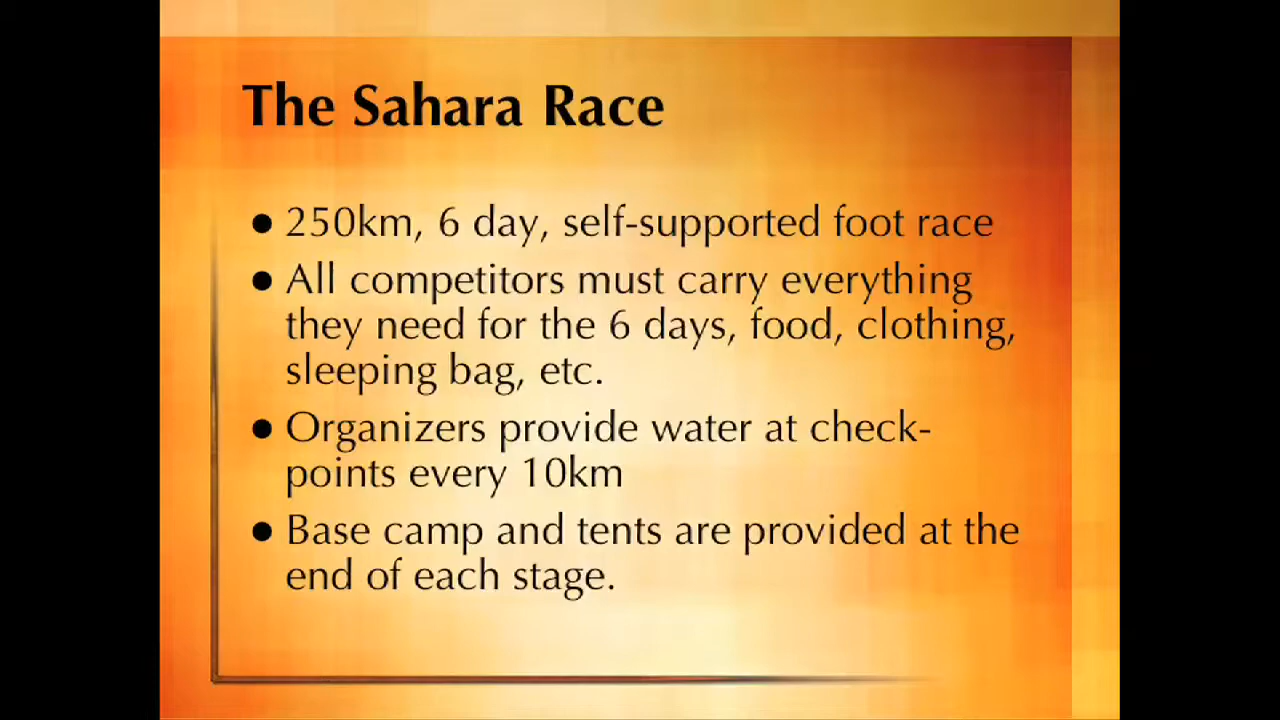 The Sahara Race
● 250km, 6 day, self-supported foot race
● All competitors must carry everything
they need for the 6 days, food, clothing,
sleeping bag, etc.
● Organizers provide water at check-
points every 10km
● Base camp and tents are provided at the
end of each stage.